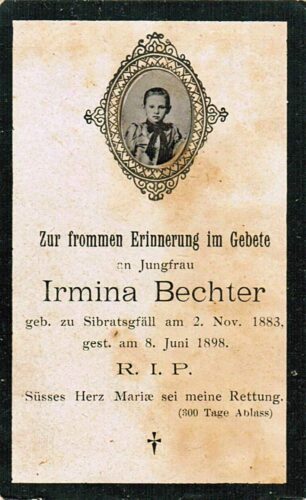 Zur frommen Erinnerung im Gebete
an Jungfrau
Irmina Bechter
geb. zu Sibratsgfäll am 2. Nov. 1883,
gest. am 8. Juni 1898.
R. I. P.
Süsses Herz Mariæ sei meine Rettung.
(300 Tage Ablass)